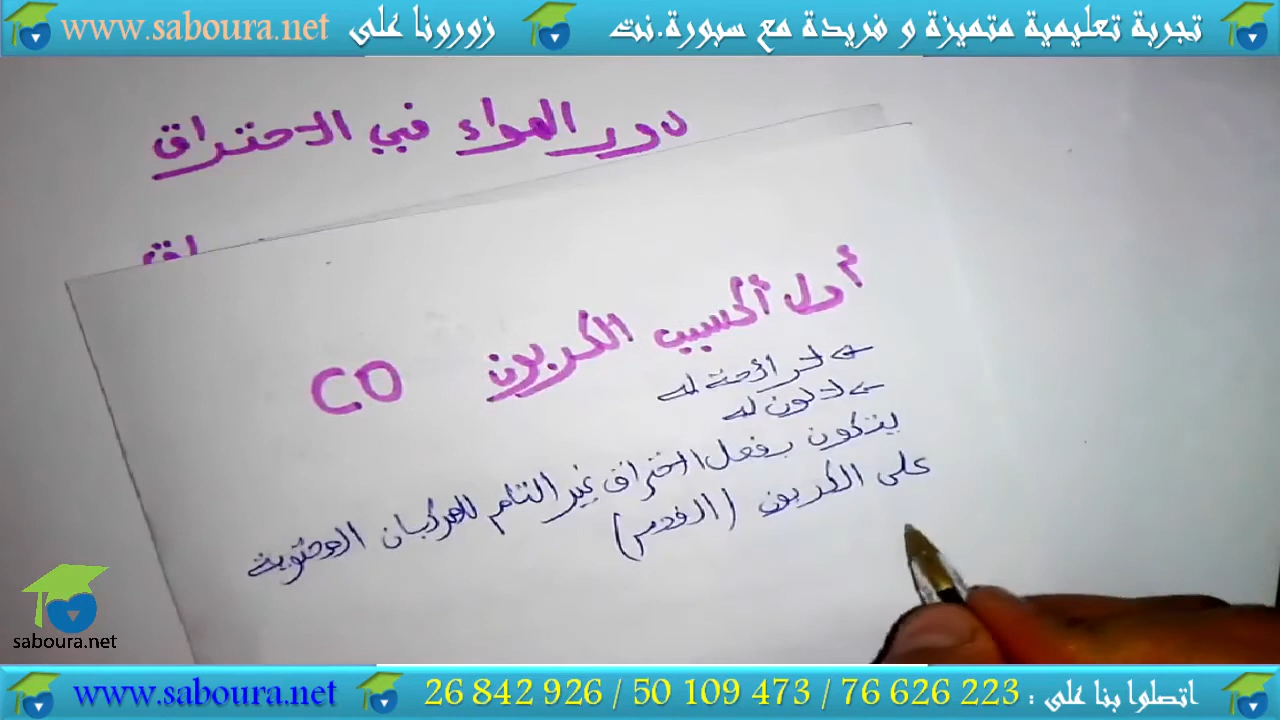 تجربة تعليمية متميزة و فريدة مع سبورة.نت زورونا على www.saboura.net
دور الهواء في الاحتراق
راق
أول أكسيد الكربون CO
← لا رائحة له
← لا لون له
يتكون بفعل الاحتراق غير التام للمركبات المحتوية
على الكربون (الفحم)
saboura.net
اتصلوا بنا على : 26 842 926 / 50 109 473 / 76 626 223 www.saboura.net